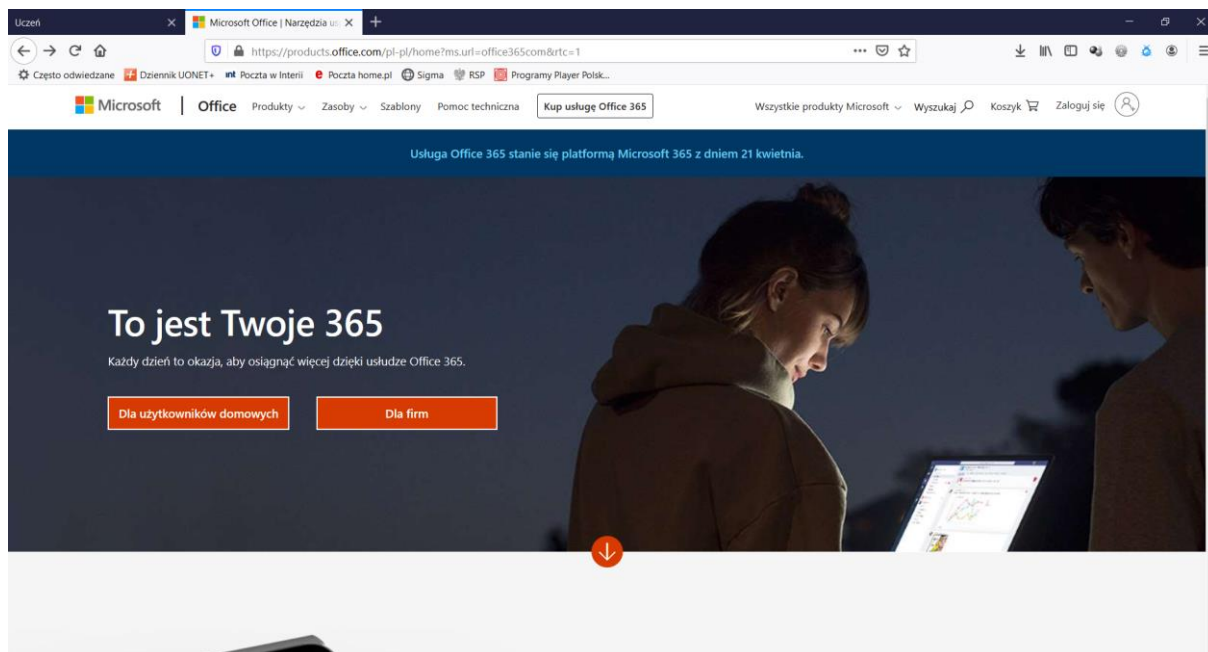 Uczeń
Microsoft Office | Narzędzia us
https://products.office.com/pl-pl/home?ms.url=office365com&rtc=1
Często odwiedzane Dziennik UONET+ int Poczta w Interii Poczta home.pl Sigma RSP Programy Player Polsk...
Microsoft | Office Produkty Zasoby Szablony Pomoc techniczna Kup usługę Office 365 Wszystkie produkty Microsoft Wyszukaj Koszyk Zaloguj się
Usługa Office 365 stanie się platformą Microsoft 365 z dniem 21 kwietnia.
To jest Twoje 365
Każdy dzień to okazja, aby osiągnąć więcej dzięki usłudze Office 365.
Dla użytkowników domowych Dla firm